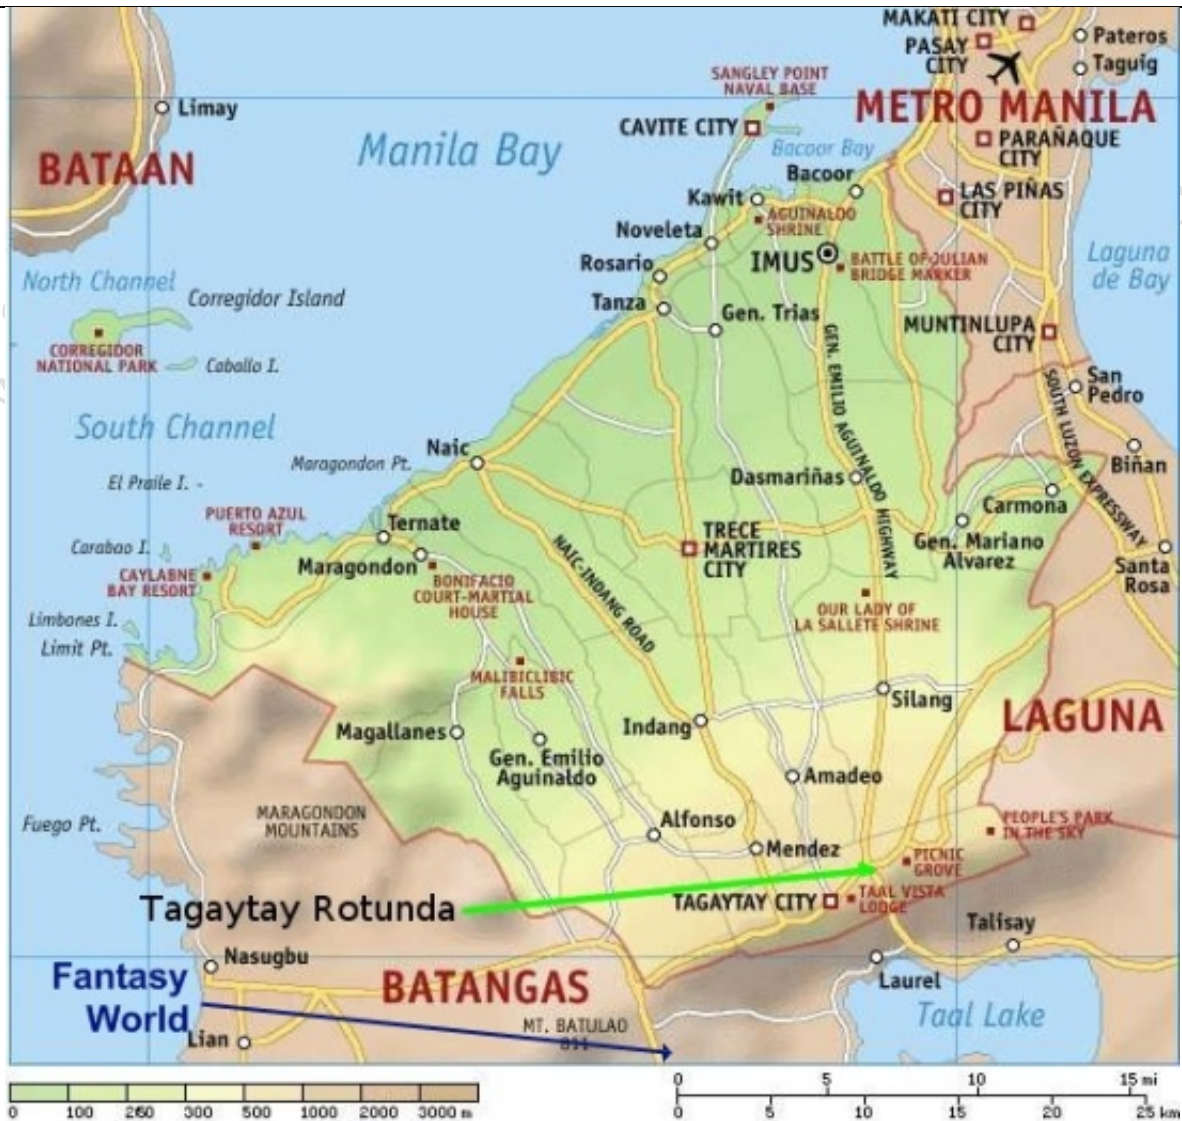 MAKATI CITY
PASAY
CITY
Pateros
Taguig
SANGLEY POINT
NAVAL BASE
METRO MANILA
Limay
CAVITE CITY
Manila Bay
Bacoor Bay
PARAÑAQUE
CITY
BATAAN
Bacoor
Kawit
LAS PIÑAS
CITY
AGUINALDO
SHRINE
Noveleta
IMUS
BATTLE OF JULIAN
BRIDGE MARKER
Laguna
de Bay
Rosario
North Channel
Corregidor Island
Tanza
Gen. Trias
MUNTINLUPA
CITY
CORREGIDOR
NATIONAL PARK
Caballo I.
GEN. EMILIO AGUINALDO HIGHWAY
SOUTH LUZON EXPRESSWAY
San
Pedro
South Channel
Naic
Maragondon Pt.
Biñan
El Praile I.
Dasmariñas
Carmona
PUERTO AZUL
RESORT
Ternate
TRECE
MARTIRES
CITY
Gen. Mariano
Alvarez
Carabao I.
Maragondon
NAIC-INDANG ROAD
Santa
Rosa
CAYLABNE
BAY RESORT
BONIFACIO
COURT-MARTIAL
HOUSE
OUR LADY OF
LA SALLETE SHRINE
Limbones I.
Limit Pt.
MALIBICLIBIC
FALLS
Silang
LAGUNA
Indang
Magallanes
Gen. Emilio
Aguinaldo
Amadeo
MARAGONDON
MOUNTAINS
Fuego Pt.
Alfonso
PEOPLE'S PARK
IN THE SKY
Mendez
PICNIC
GROVE
Tagaytay Rotunda
TAGAYTAY CITY
TAAL VISTA
LODGE
Talisay
Nasugbu
Fantasy
World
BATANGAS
Laurel
Taal Lake
MT. BATULAO
811
Lian
0 5 10 15 mi
0 100 250 300 500 1000 2000 3000 m
0 5 10 15 20 25 km